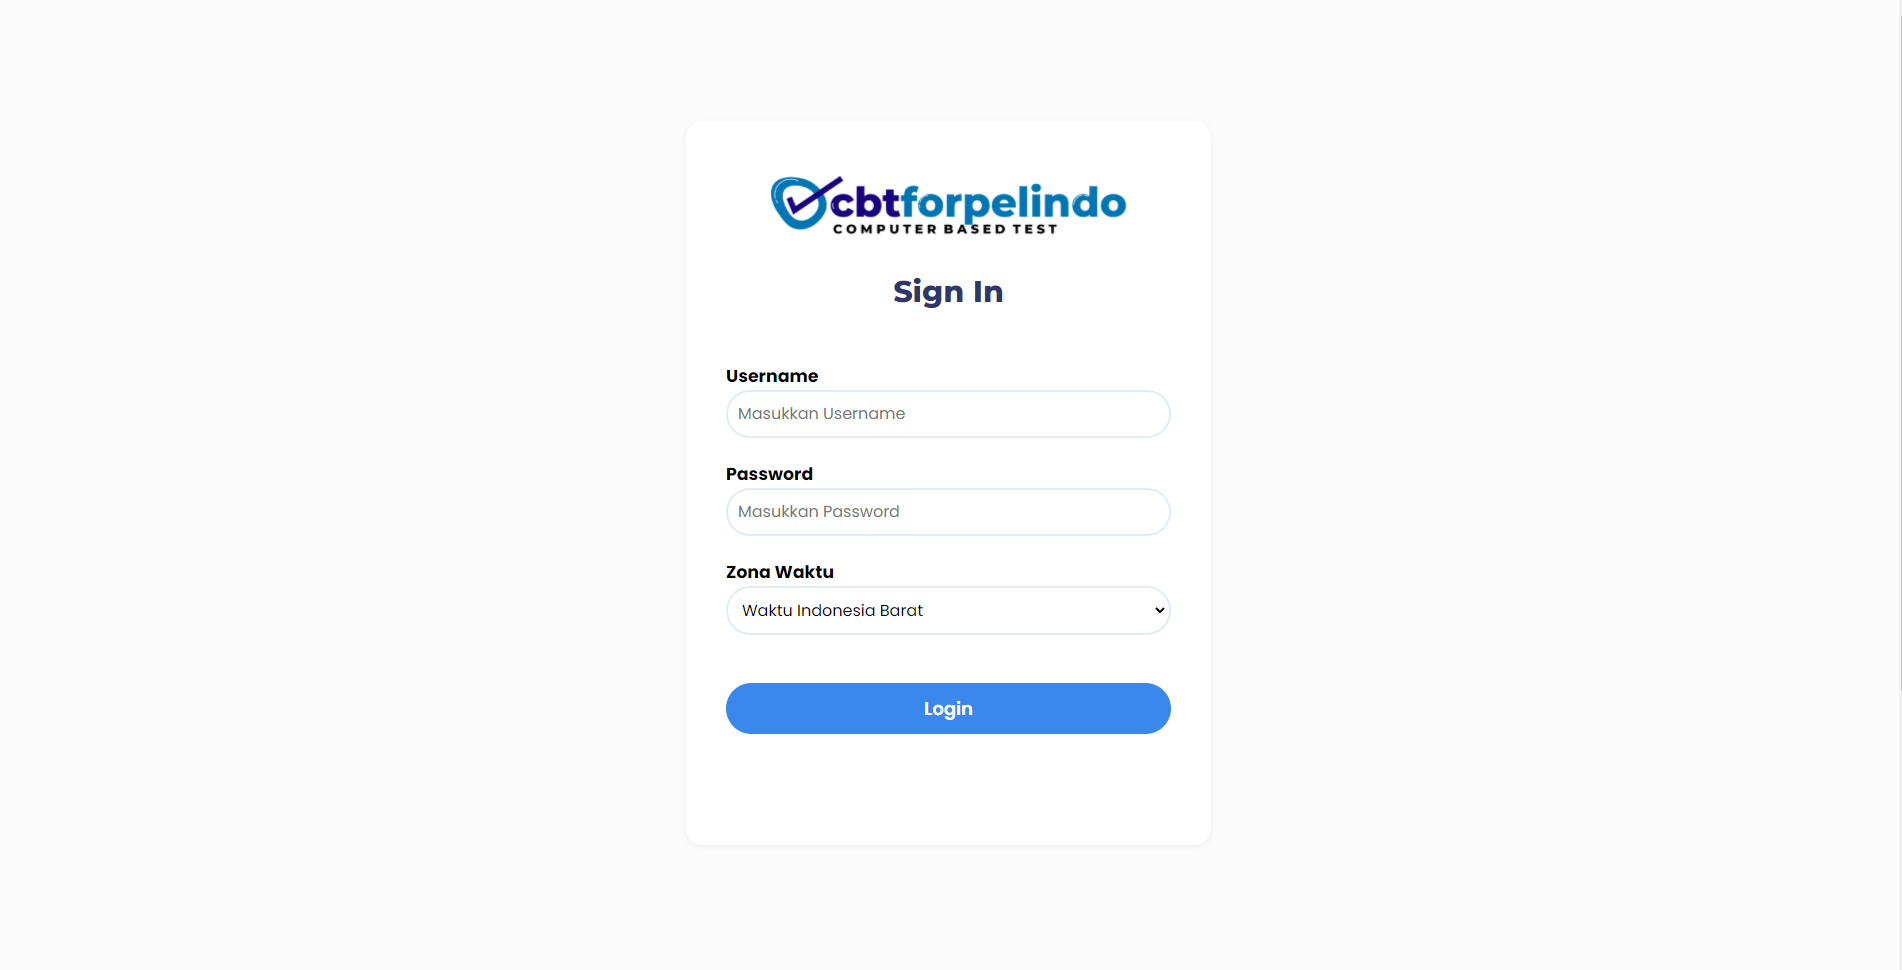 cbtforpelindo
COMPUTER BASED TEST
Sign In
Username
Masukkan Username
Password
Masukkan Password
Zona Waktu
Waktu Indonesia Barat
Login